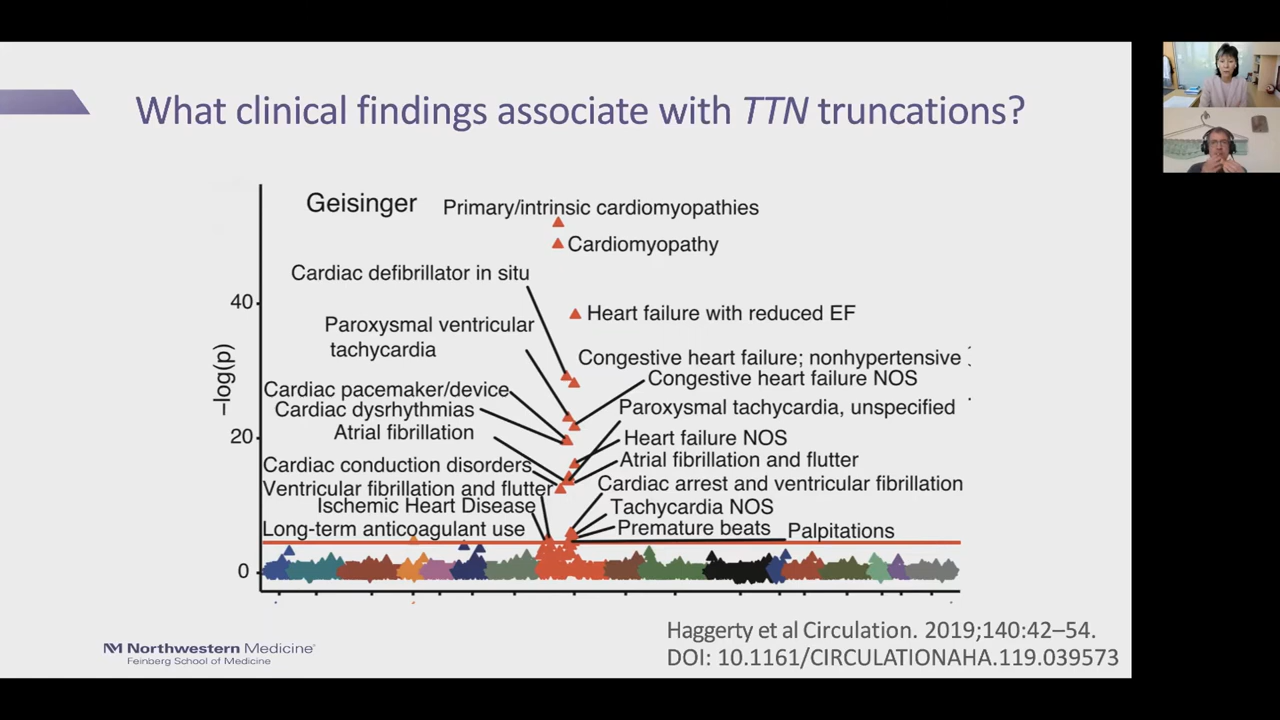 What clinical findings associate with TTN truncations?
Geisinger
Primary/intrinsic cardiomyopathies
Cardiomyopathy
Cardiac defibrillator in situ
40
Heart failure with reduced EF
Paroxysmal ventricular
tachycardia
Congestive heart failure; nonhypertensive
Congestive heart failure NOS
−log(p)
Cardiac pacemaker/device
Cardiac dysrhythmias
Paroxysmal tachycardia, unspecified
Atrial fibrillation
20
Heart failure NOS
Cardiac conduction disorders
Atrial fibrillation and flutter
Ventricular fibrillation and flutter
Cardiac arrest and ventricular fibrillation
Ischemic Heart Disease
Tachycardia NOS
Long-term anticoagulant use
Premature beats
Palpitations
0
Haggerty et al Circulation. 2019;140:42–54.
DOI: 10.1161/CIRCULATIONAHA.119.039573
M Northwestern Medicine
Feinberg School of Medicine